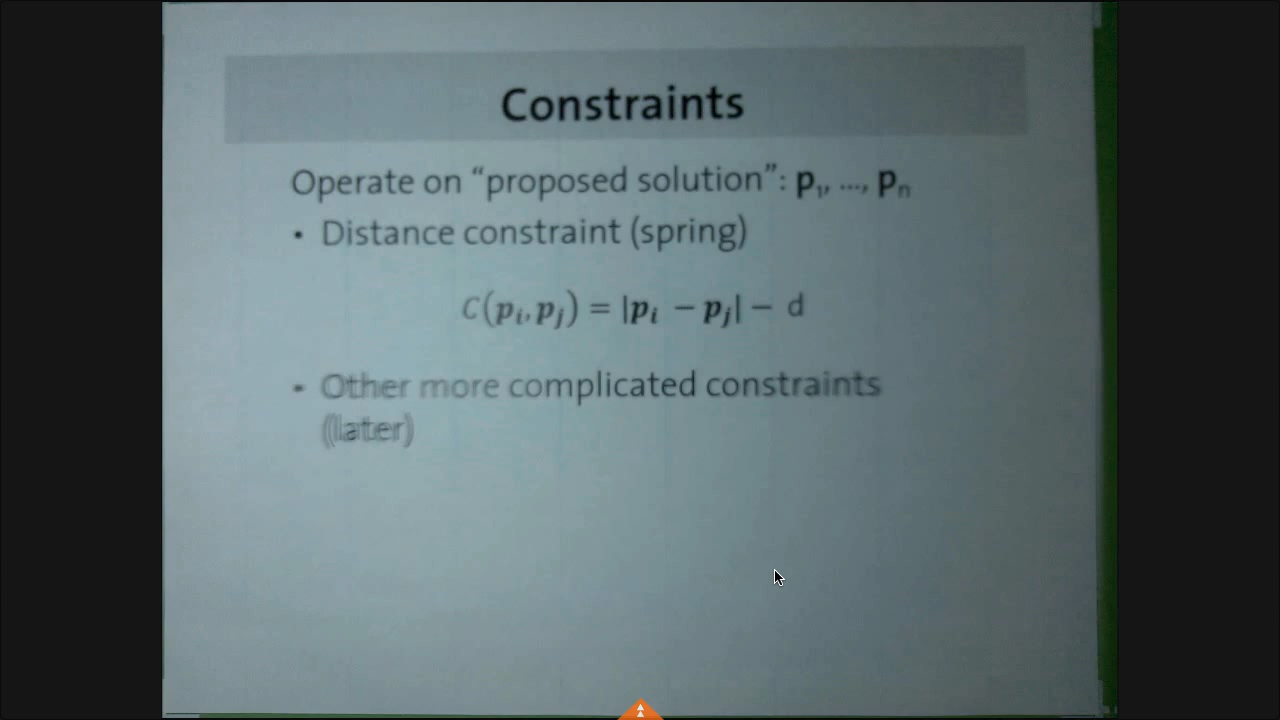 Constraints
Operate on “proposed solution”: p₁, ..., pₙ
• Distance constraint (spring)
C(pᵢ, pⱼ) = |pᵢ − pⱼ| − d
• Other more complicated constraints
(later)